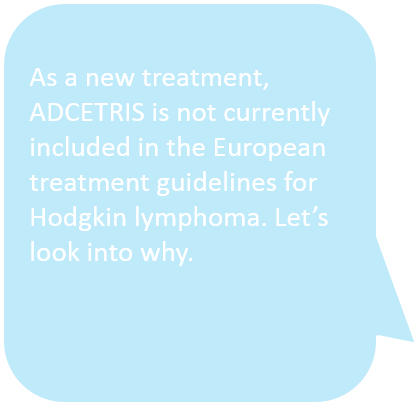 As a new treatment,
ADCETRIS is not currently
included in the European
treatment guidelines for
Hodgkin lymphoma. Let’s
look into why.